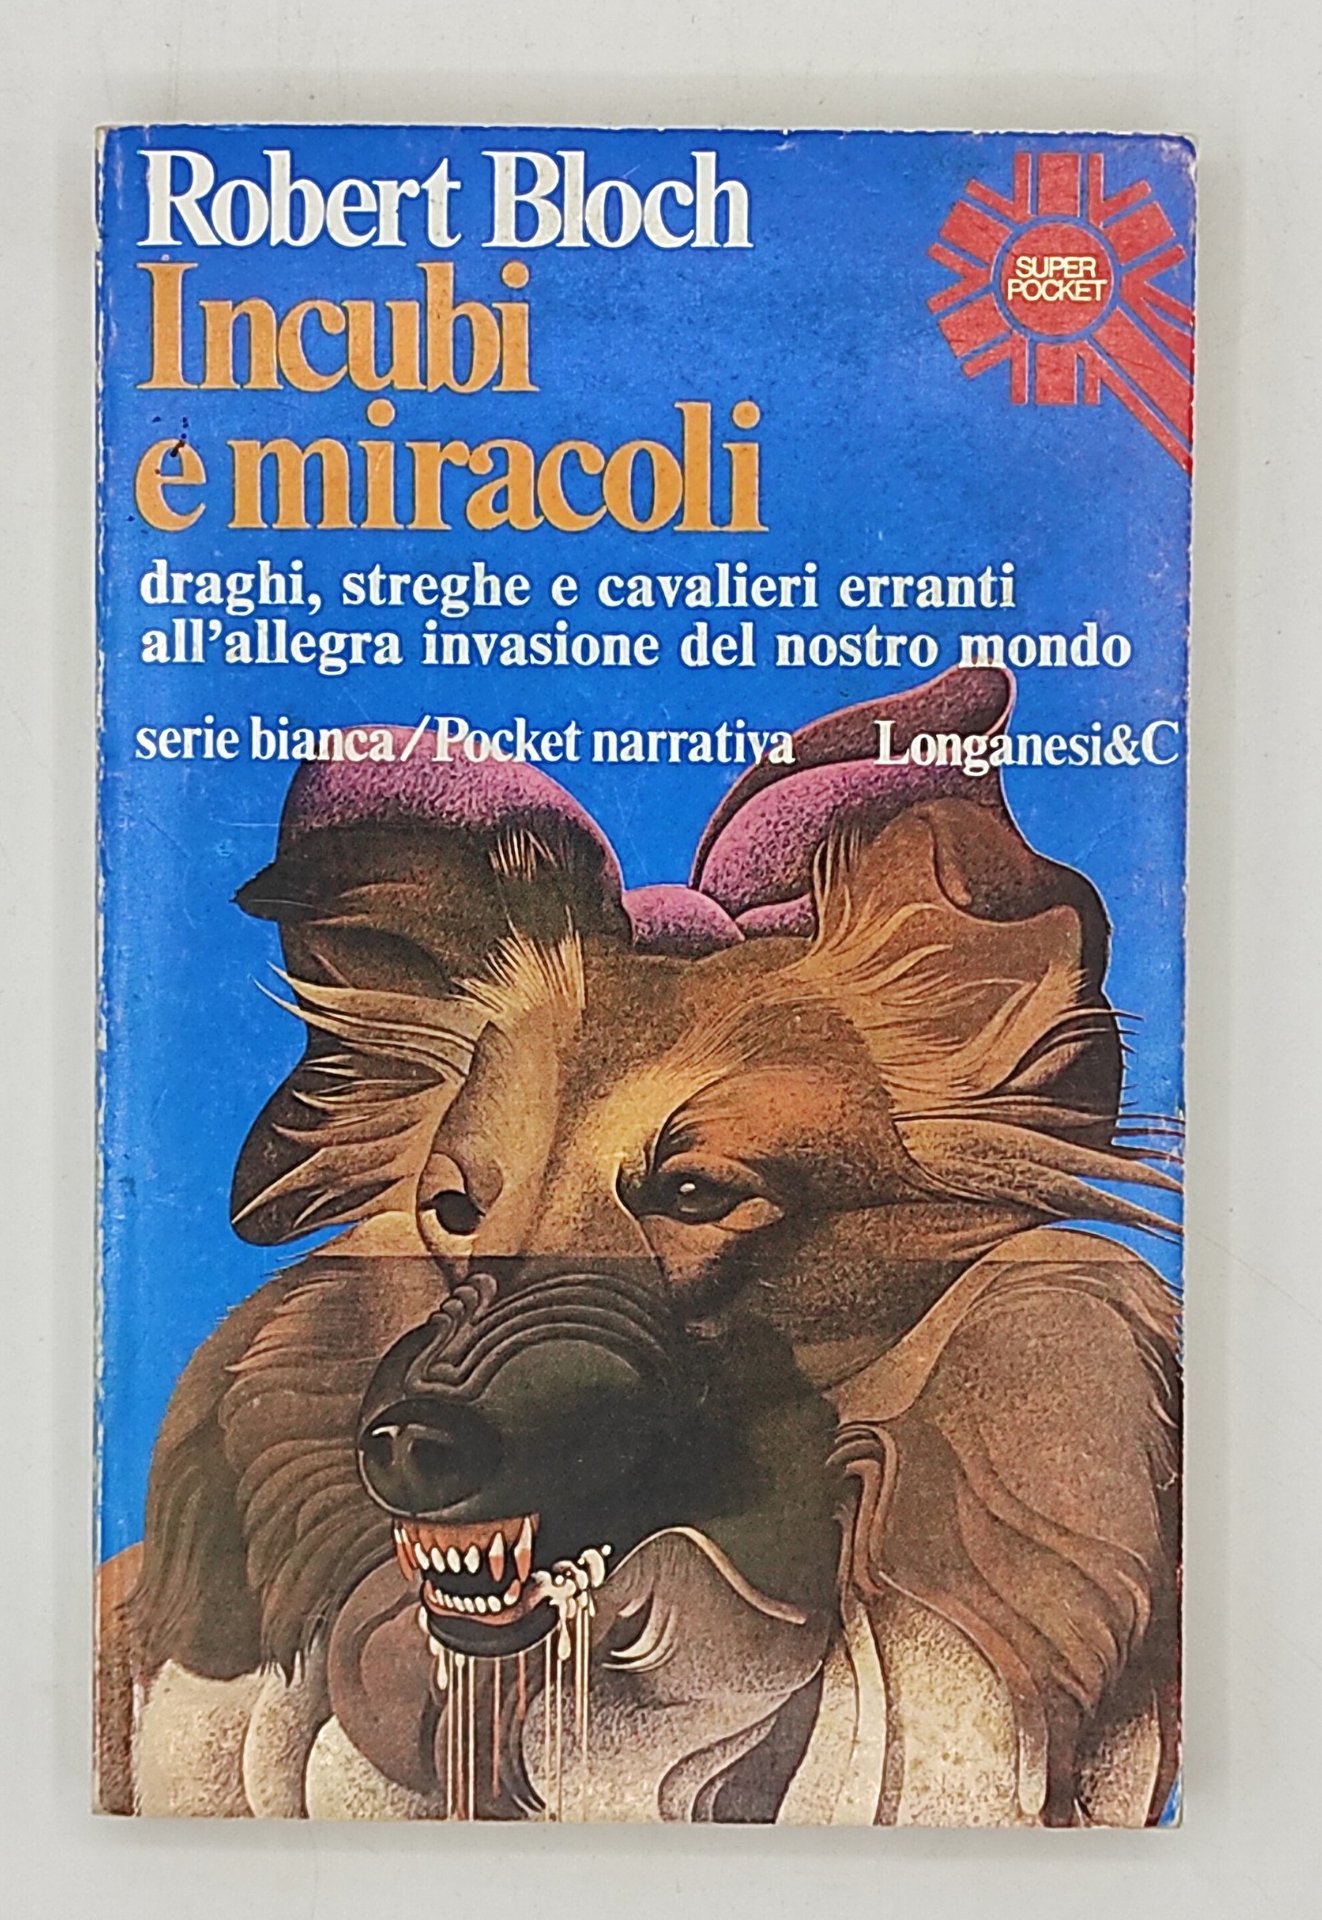 Robert Bloch
Incubi
e miracoli
SUPER
POCKET
draghi, streghe e cavalieri erranti
all'allegra invasione del nostro mondo
serie bianca/Pocket narrativa Longanesi&C